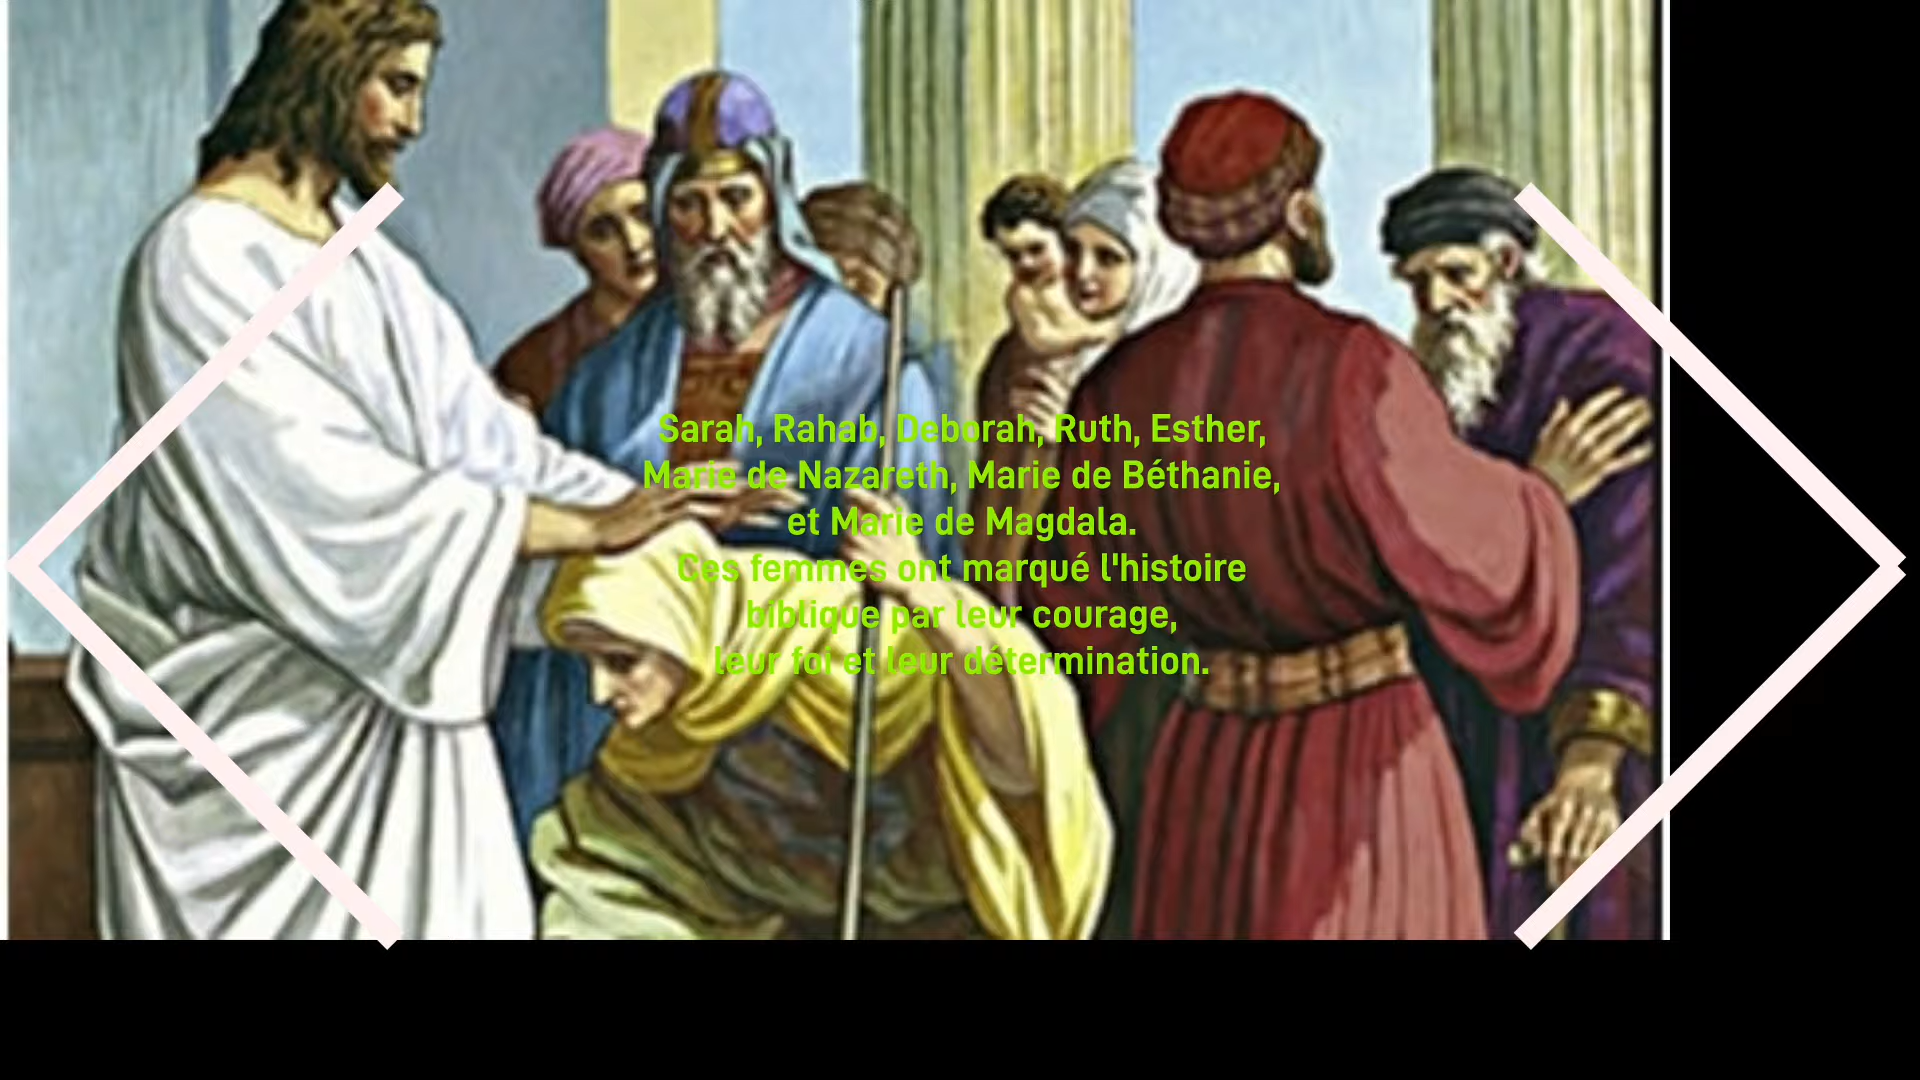 Sarah, Rahab, Deborah, Ruth, Esther,
Marie de Nazareth, Marie de Béthanie,
et Marie de Magdala.
Ces femmes ont marqué l'histoire
biblique par leur courage,
leur foi et leur détermination.